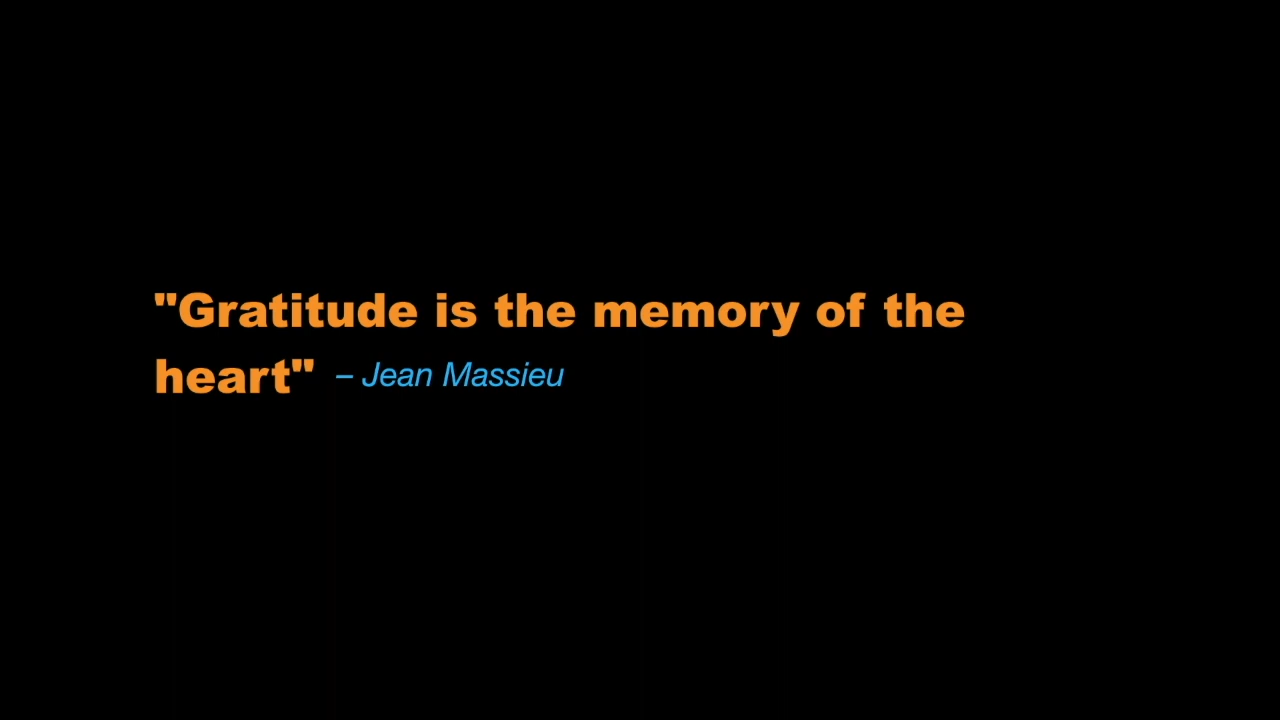 "Gratitude is the memory of the
heart" – Jean Massieu